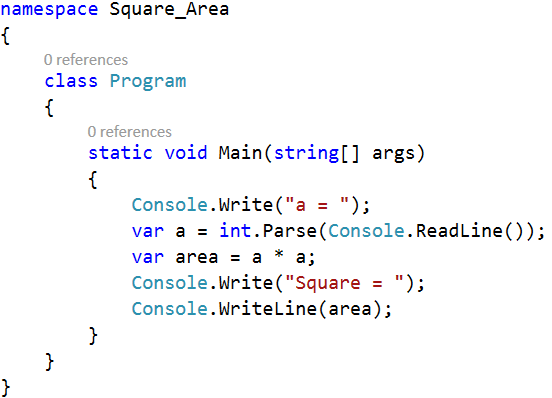 namespace Square_Area
{
0 references
class Program
{
0 references
static void Main(string[] args)
{
Console.Write("a = ");
var a = int.Parse(Console.ReadLine());
var area = a * a;
Console.Write("Square = ");
Console.WriteLine(area);
}
}
}